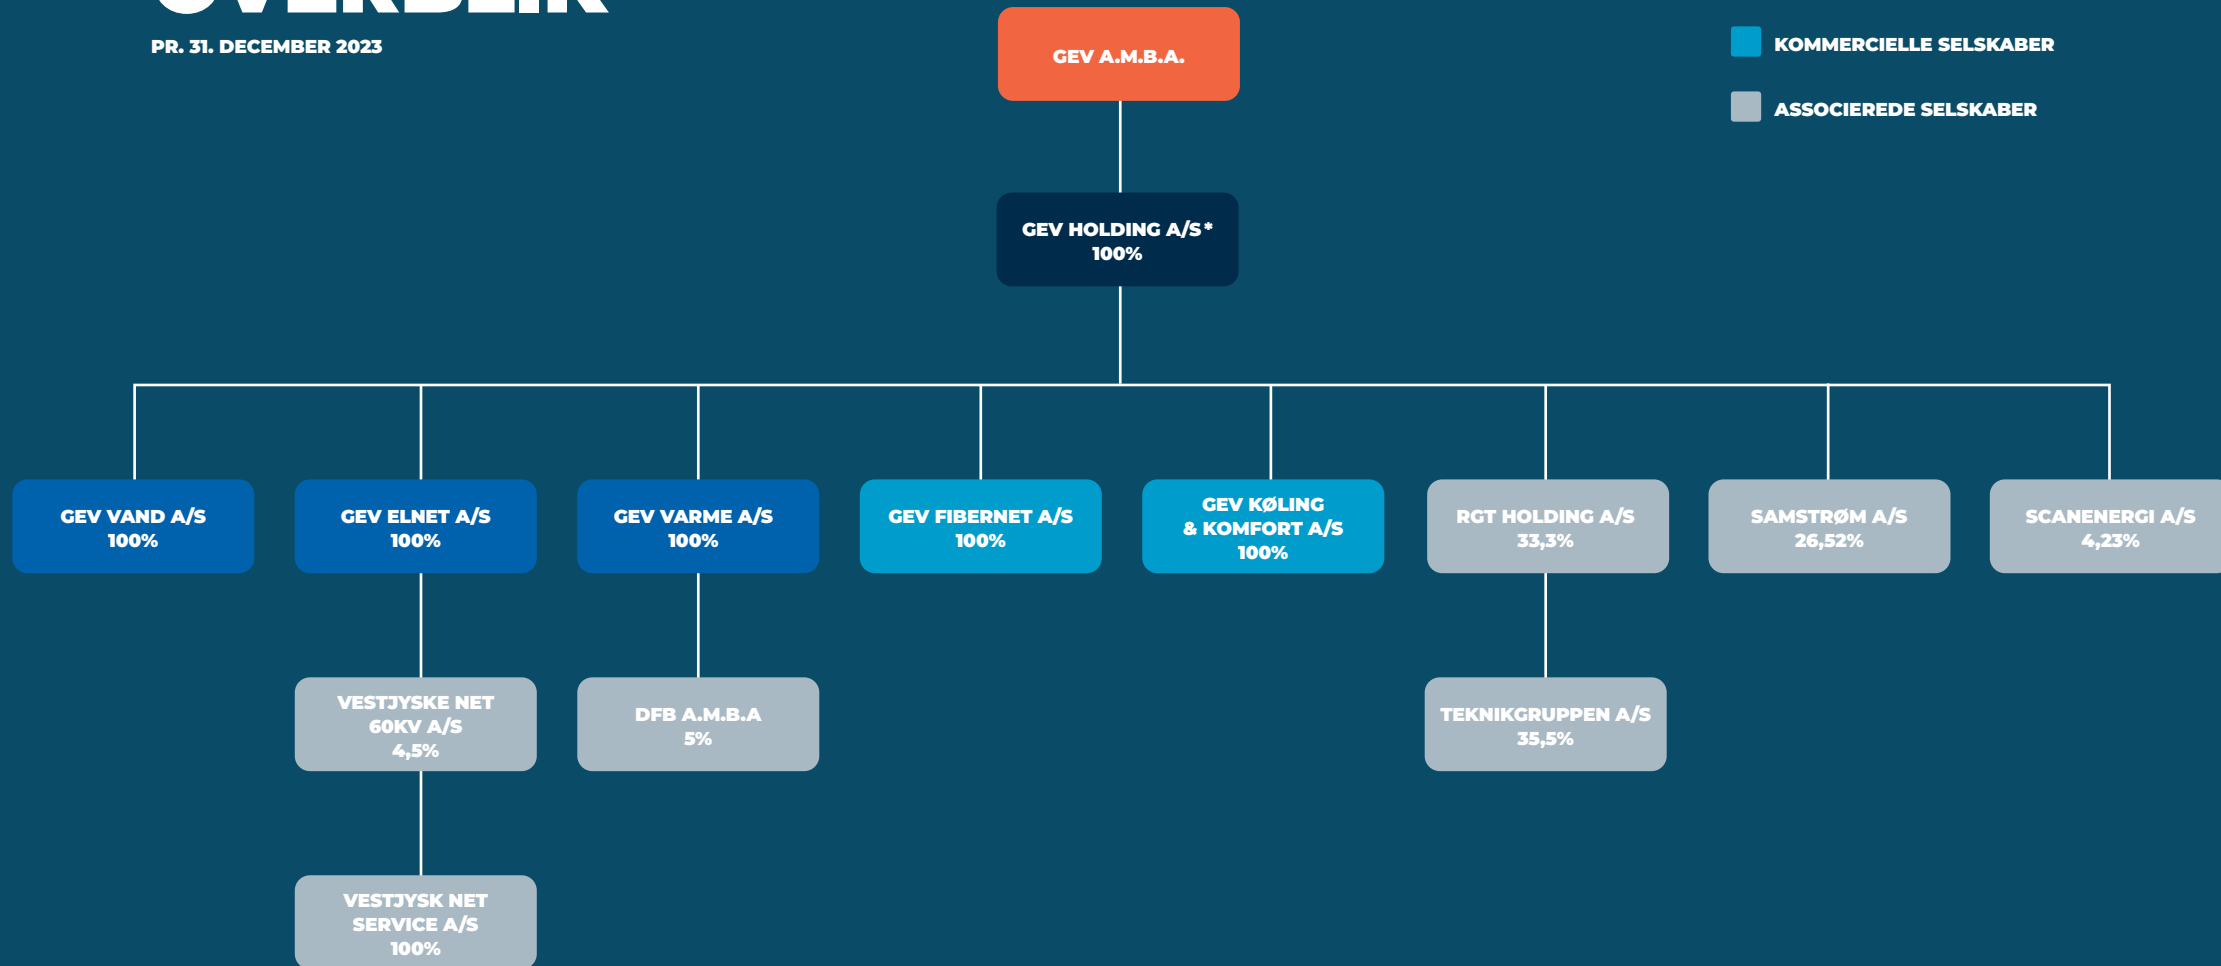 OVERBLIK
PR. 31. DECEMBER 2023
GEV A.M.B.A.
KOMMERCIELLE SELSKABER
ASSOCIEREDE SELSKABER
GEV HOLDING A/S*
100%
GEV VAND A/S
100%
GEV ELNET A/S
100%
GEV VARME A/S
100%
GEV FIBERNET A/S
100%
GEV KØLING
& KOMFORT A/S
100%
RGT HOLDING A/S
33,3%
SAMSTRØM A/S
26,52%
SCANENERGI A/S
4,23%
VESTJYSKE NET
60KV A/S
4,5%
DFB A.M.B.A
5%
TEKNIKGRUPPEN A/S
35,5%
VESTJYSK NET
SERVICE A/S
100%